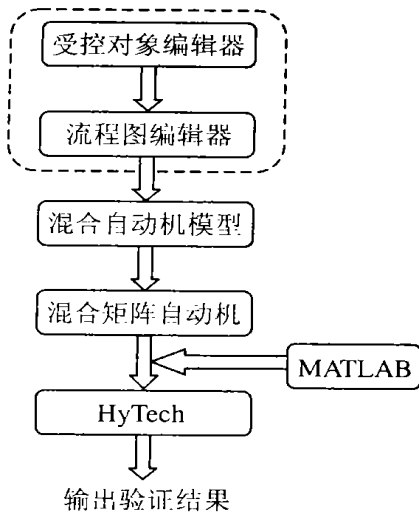 受控对象编辑器
流程图编辑器
混合自动机模型
混合矩阵自动机
MATLAB
HyTech
输出验证结果